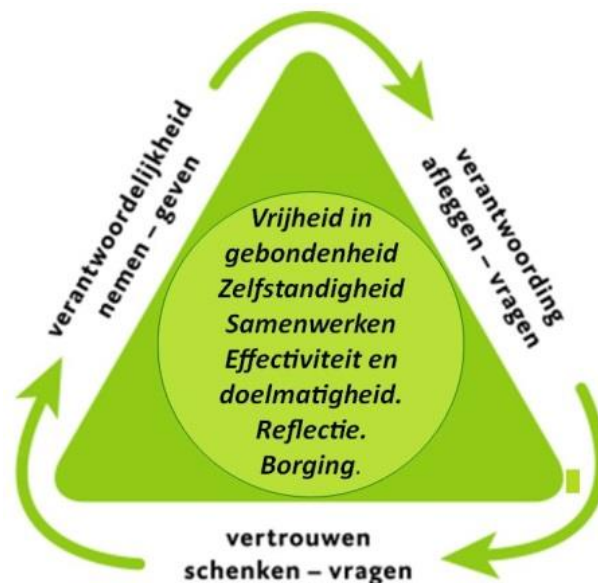 verantwoordelijkheid
nemen – geven
verantwoording
afleggen – vragen
Vrijheid in
gebondenheid
Zelfstandigheid
Samenwerken
Effectiviteit en
doelmatigheid.
Reflectie.
Borging.
vertrouwen
schenken – vragen